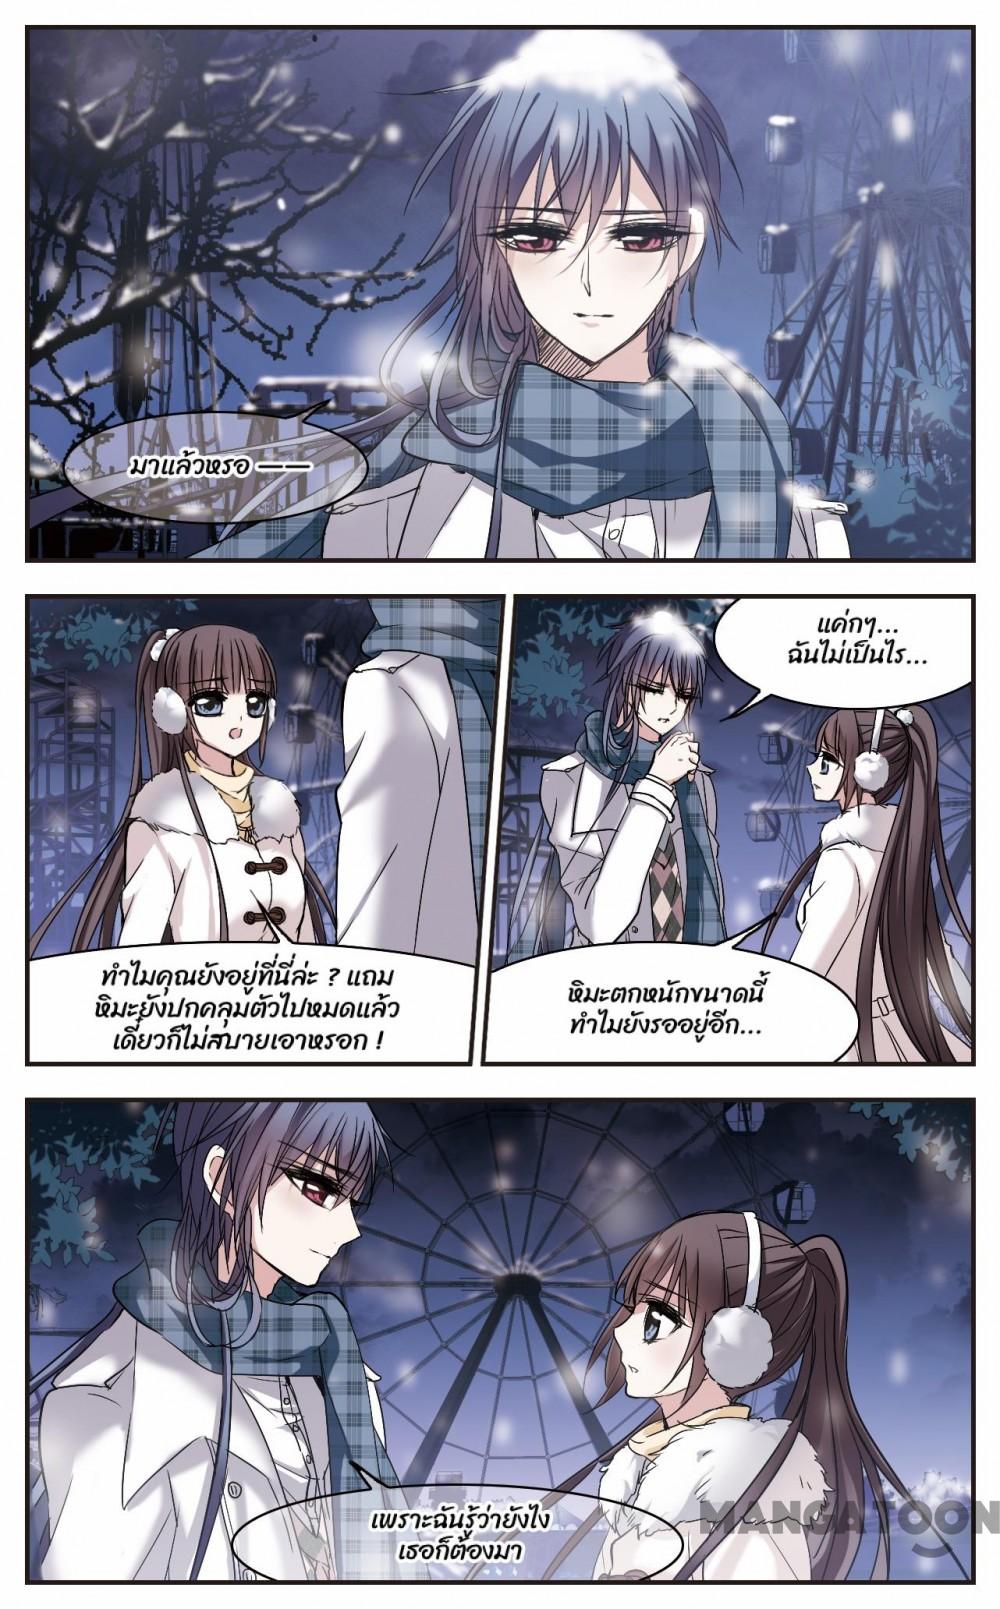 มาแล้วหรอ ——
ทำไมคุณยังอยู่ที่นี่ล่ะ ? แถม
หิมะยังปกคลุมตัวไปหมดแล้ว
เดี๋ยวก็ไม่สบายเอาหรอก !
แค่กๆ...
ฉันไม่เป็นไร...
หิมะตกหนักขนาดนี้
ทำไมยังรออยู่อีก...
เพราะฉันรู้ว่ายังไง
เธอก็ต้องมา
MANGATOON